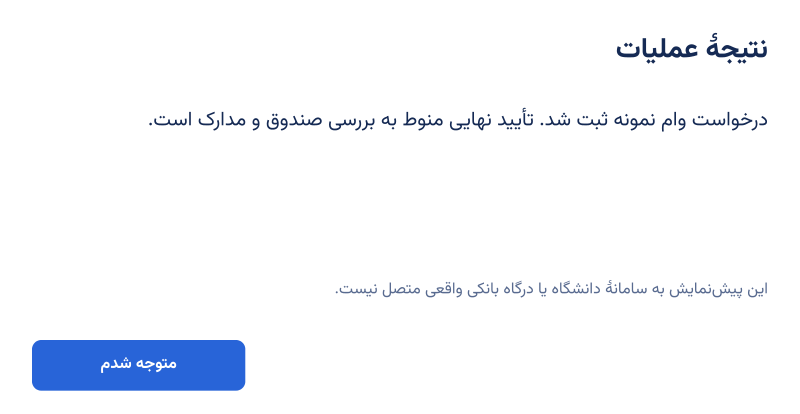 نتیجهٔ عملیات
درخواست وام نمونه ثبت شد. تأیید نهایی منوط به بررسی صندوق و مدارک است.
این پیش‌نمایش به سامانهٔ دانشگاه یا درگاه بانکی واقعی متصل نیست.
متوجه شدم